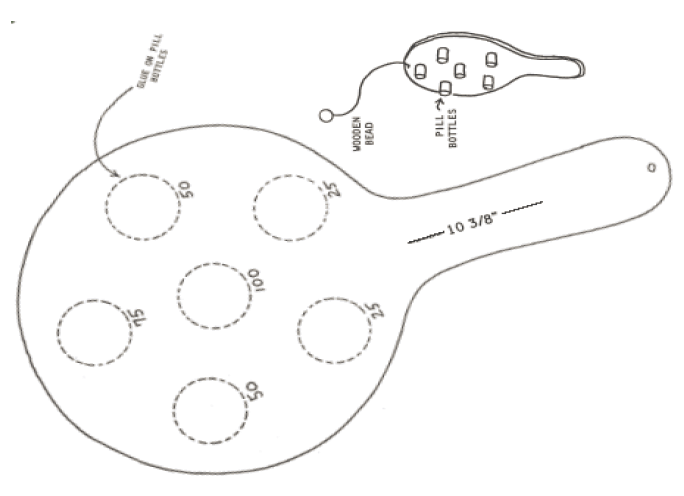 GLUE ON PILL
BOTTLES
WOODEN
BEAD
PILL
BOTTLES
50
25
10 3/8"
100
75
25
50